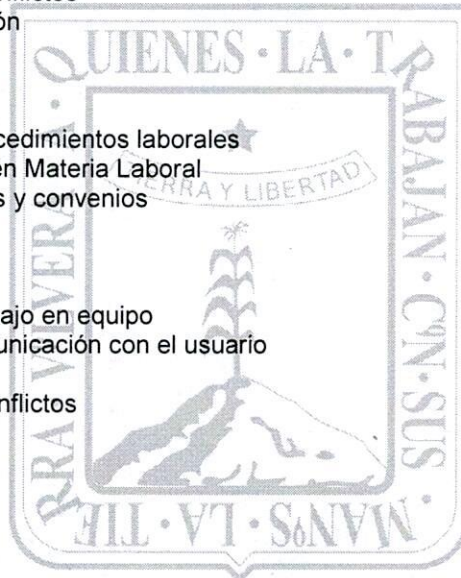 nflictos
ón
cedimientos laborales
en Materia Laboral
s y convenios
ajo en equipo
unicación con el usuario
nflictos
TIERRA Y LIBERTAD
QUIENES · LA · TRABAJAN · CºN · SUS · MANºS · LA · TIERRA VºLVERA · A ·